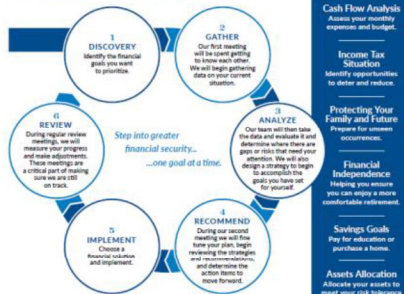 1
DISCOVERY
Identify the financial
goals you want
to prioritize.
2
GATHER
Our first meeting
will be spent getting
to know each other.
We will begin gathering
data on your current
situation.
3
ANALYZE
Our team will then take
the data and evaluate it and
determine where there are
gaps or risks that need your
attention. We will also
design a strategy to begin
to accomplish the
goals you have set
for yourself.
4
RECOMMEND
During our second
meeting we will fine
tune your plan, begin
reviewing the strategies
and recommendations,
and determine the
action items to
move forward.
5
IMPLEMENT
Choose a
financial solution
and implement.
6
REVIEW
During regular review
meetings, we will
measure your progress
and make adjustments.
These meetings are
a critical part of making
sure we are still
on track.
Step into greater
financial security...
...one goal at a time.
Cash Flow Analysis
Assess your monthly
expenses and budget.
Income Tax
Situation
Identify opportunities
to deter and reduce.
Protecting Your
Family and Future
Prepare for unseen
occurrences.
Financial
Independence
Helping you ensure
you can enjoy a more
comfortable retirement.
Savings Goals
Pay for education or
purchase a home.
Assets Allocation
Allocate your assets to
meet your risk tolerance